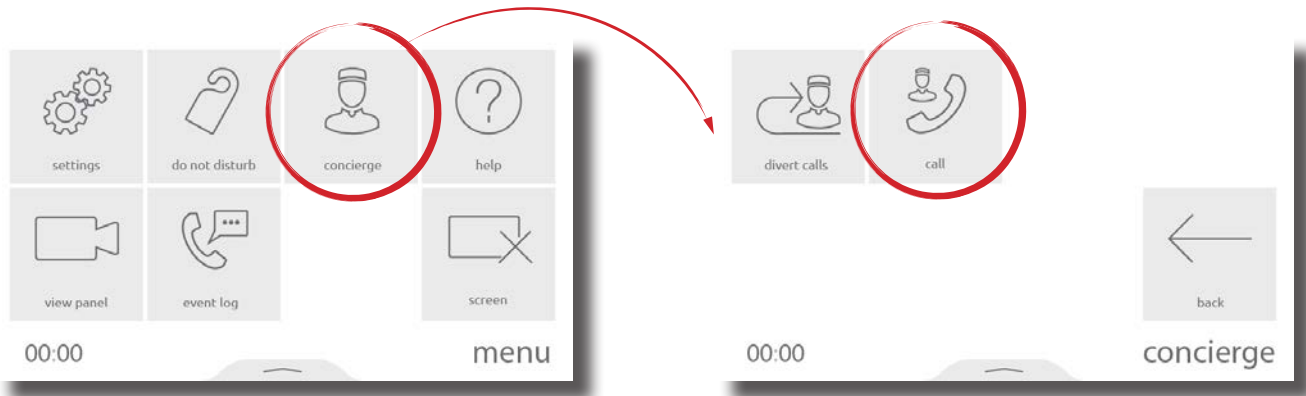 settings
do not disturb
concierge
?
help
view panel
event log
screen
00:00
menu
divert calls
call
back
00:00
concierge